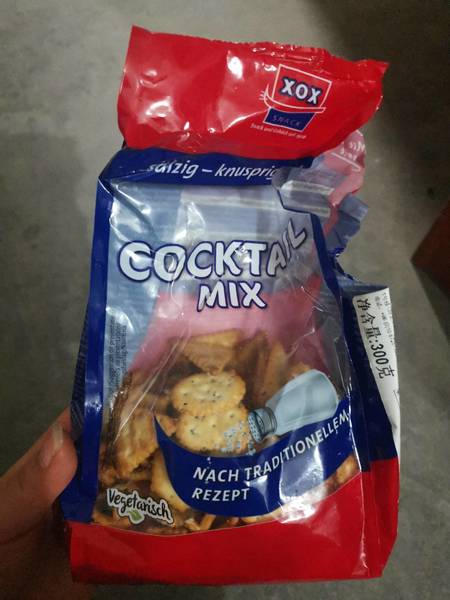 XOX
SNACK
salzig – knusprig
COCKTAIL
MIX
净含量:300克
NACH TRADITIONELLEM
REZEPT
Vegetarisch